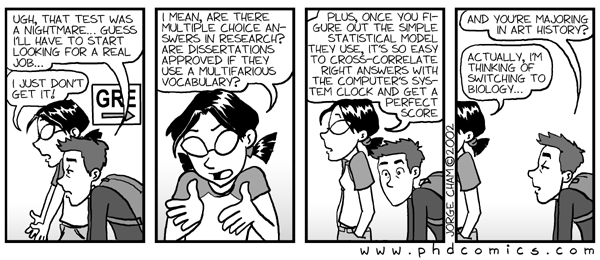 UGH, THAT TEST WAS
A NIGHTMARE... GUESS
I'LL HAVE TO START
LOOKING FOR A REAL
JOB...
I JUST DON'T
GET IT!
GRE
I MEAN, ARE THERE
MULTIPLE CHOICE AN-
SWERS IN RESEARCH?
ARE DISSERTATIONS
APPROVED IF THEY
USE A MULTIFARIOUS
VOCABULARY?
PLUS, ONCE YOU FI-
GURE OUT THE SIMPLE
STATISTICAL MODEL
THEY USE, IT'S SO EASY
TO CROSS-CORRELATE
RIGHT ANSWERS WITH
THE COMPUTER'S SYS-
TEM CLOCK AND GET A
PERFECT
SCORE
AND YOU'RE MAJORING
IN ART HISTORY?
ACTUALLY, I'M
THINKING OF
SWITCHING TO
BIOLOGY...
JORGE CHAM ©2002
www.phdcomics.com